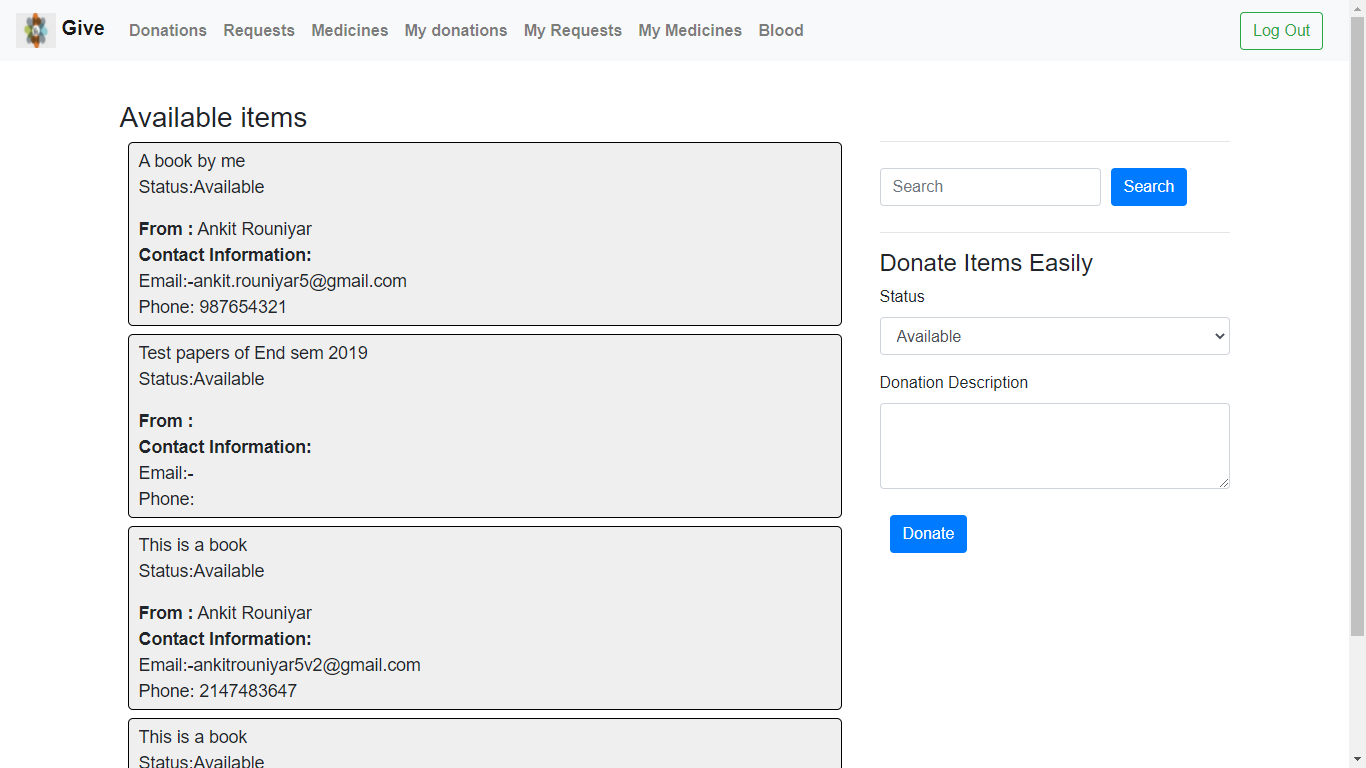 Give Donations Requests Medicines My donations My Requests My Medicines Blood Log Out
Available items
A book by me
Status:Available
From : Ankit Rouniyar
Contact Information:
Email:-ankit.rouniyar5@gmail.com
Phone: 987654321
Test papers of End sem 2019
Status:Available
From :
Contact Information:
Email:-
Phone:
This is a book
Status:Available
From : Ankit Rouniyar
Contact Information:
Email:-ankitrouniyar5v2@gmail.com
Phone: 2147483647
This is a book
Status:Available
Search Search
Donate Items Easily
Status
Available
Donation Description
Donate